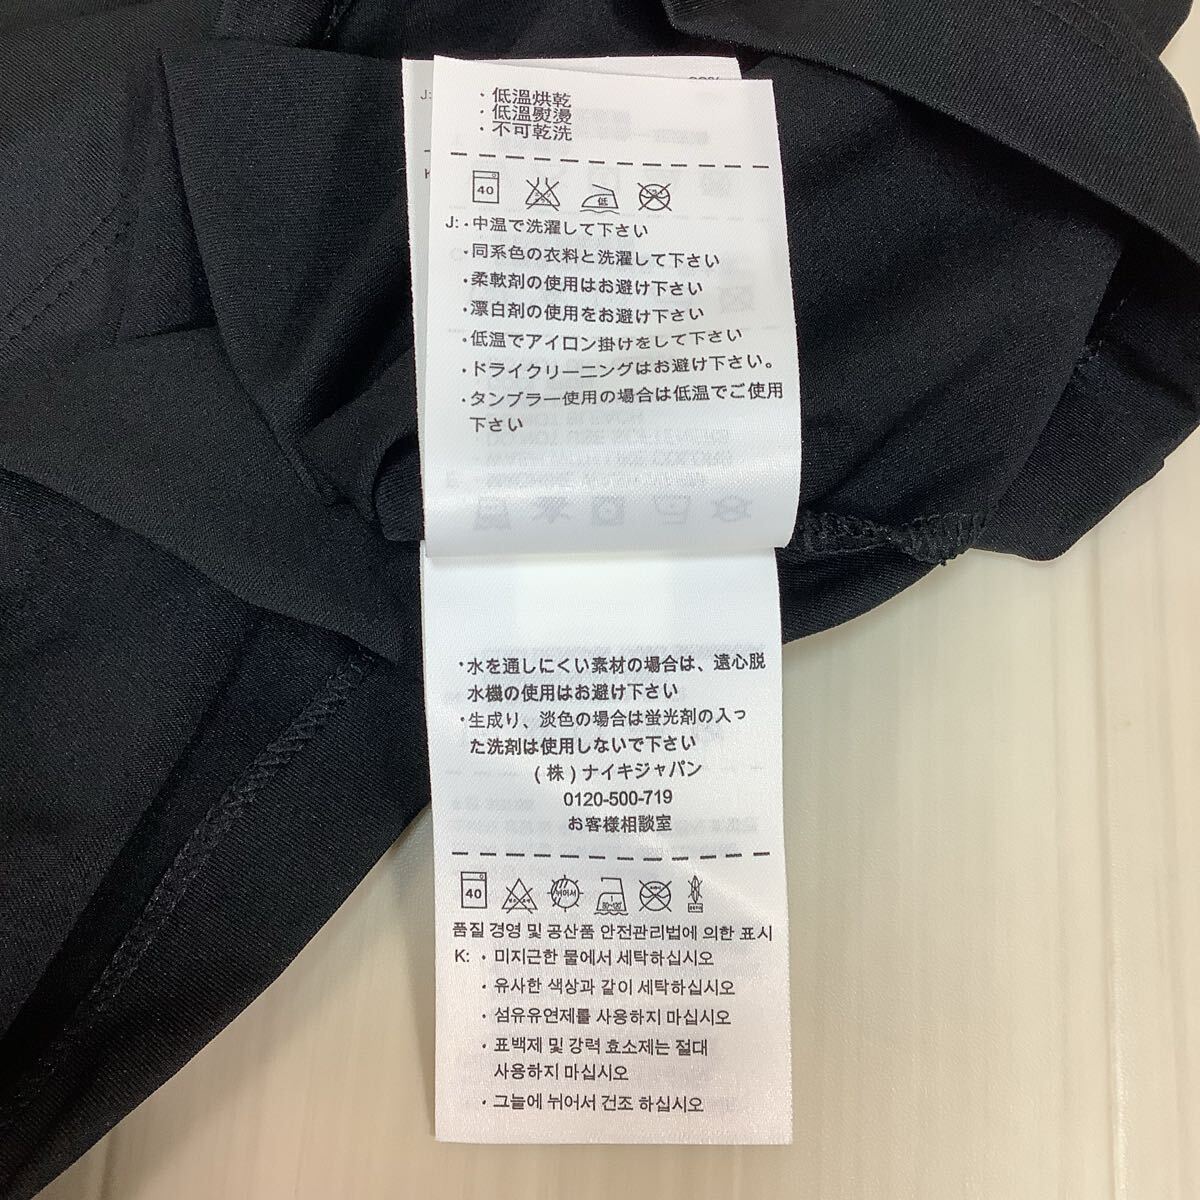 J:
・低溫烘乾
・低溫熨燙
・不可乾洗
40
低
J:・中温で洗濯して下さい
・同系色の衣料と洗濯して下さい
・柔軟剤の使用はお避け下さい
・漂白剤の使用をお避け下さい
・低温でアイロン掛けをして下さい
・ドライクリーニングはお避け下さい。
・タンブラー使用の場合は低温でご使用
下さい
・水を通しにくい素材の場合は、遠心脱
水機の使用はお避け下さい
・生成り、淡色の場合は蛍光剤の入っ
た洗剤は使用しないで下さい
(株)ナイキジャパン
0120-500-719
お客様相談室
40
80-120
품질 경영 및 공산품 안전관리법에 의한 표시
K: ・미지근한 물에서 세탁하십시오
・유사한 색상과 같이 세탁하십시오
・섬유유연제를 사용하지 마십시오
・표백제 및 강력 효소제는 절대
사용하지 마십시오
・그늘에 뉘어서 건조 하십시오